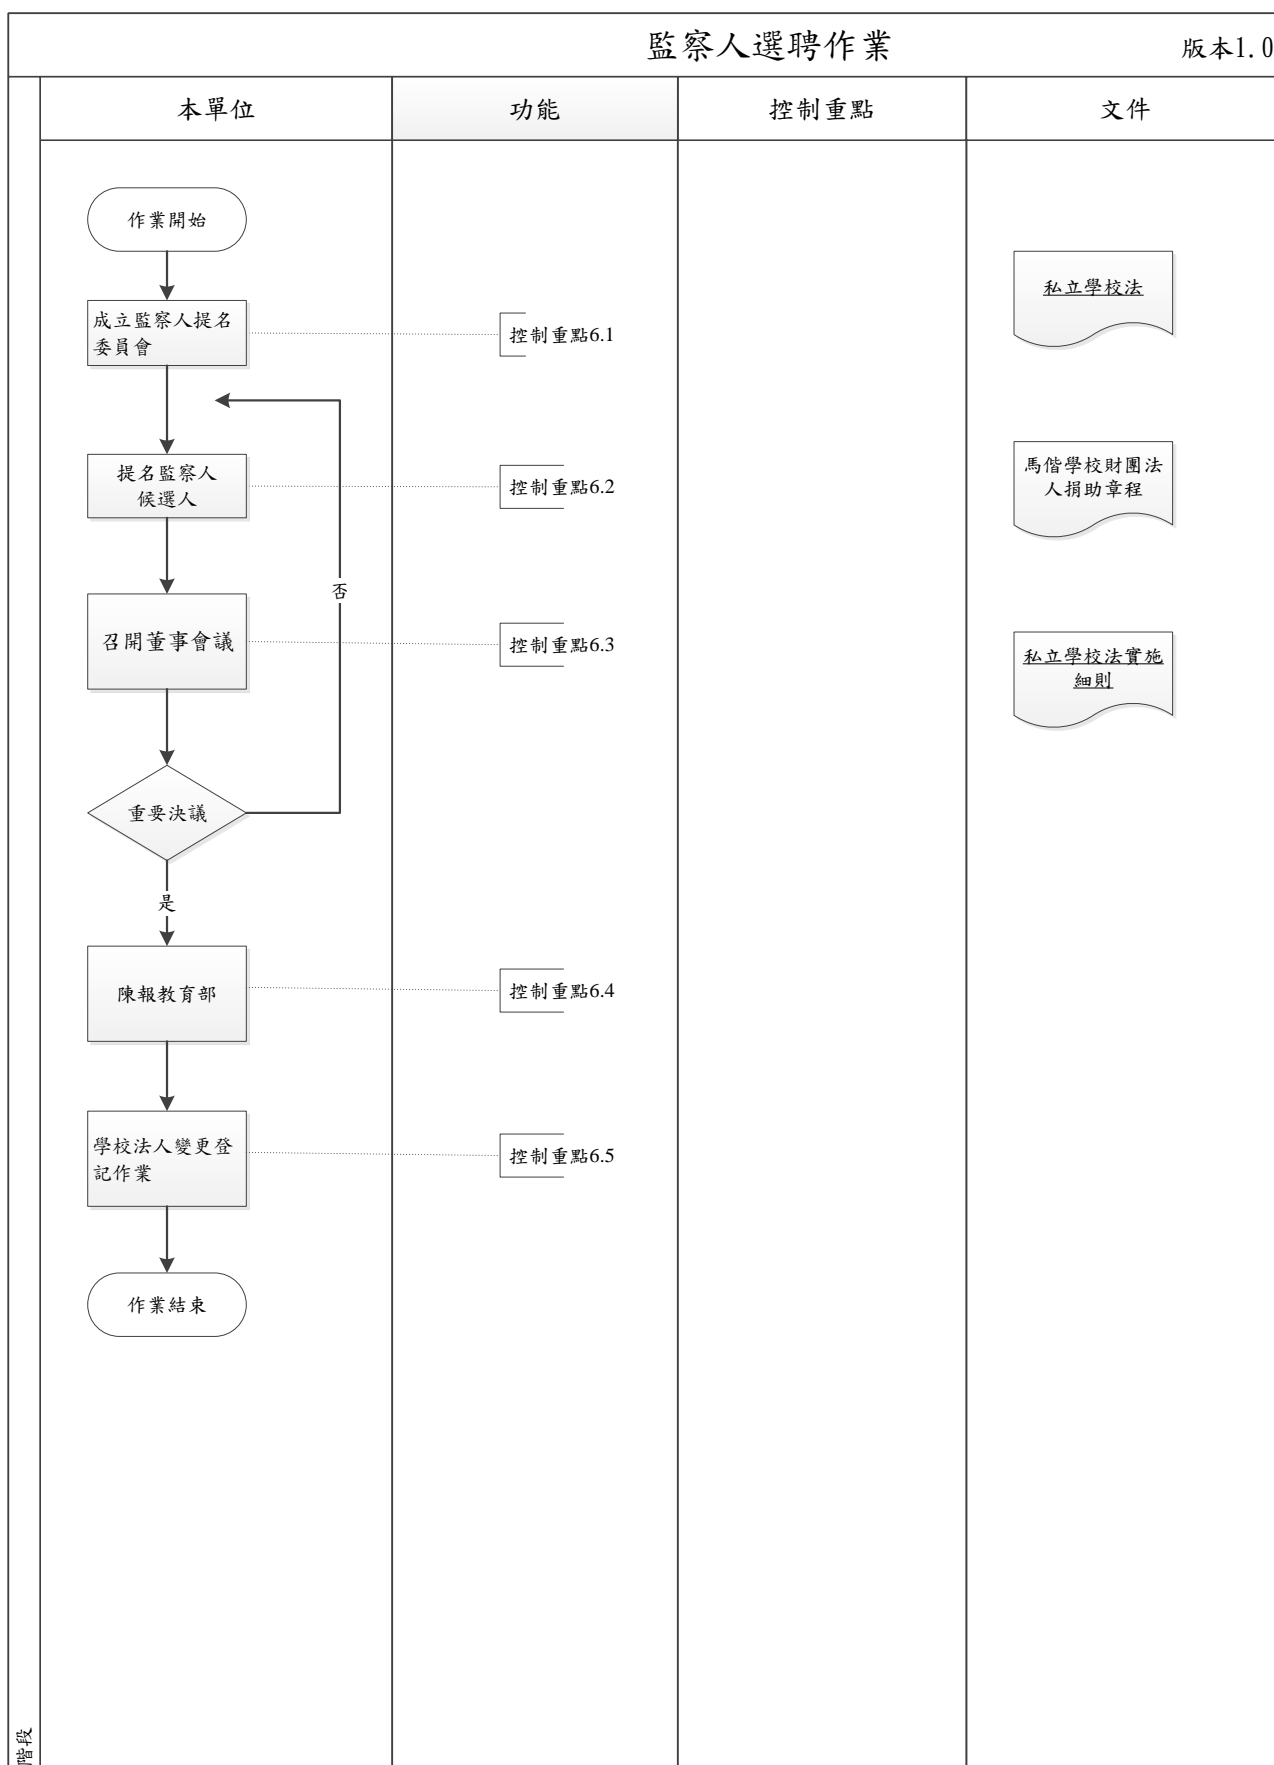 監察人選聘作業
版本1.0
本單位
功能
控制重點
文件
作業開始
成立監察人提名
委員會
控制重點6.1
私立學校法
提名監察人
候選人
控制重點6.2
馬偕學校財團法
人捐助章程
否
召開董事會議
控制重點6.3
私立學校法實施
細則
重要決議
是
陳報教育部
控制重點6.4
學校法人變更登
記作業
控制重點6.5
作業結束
階段